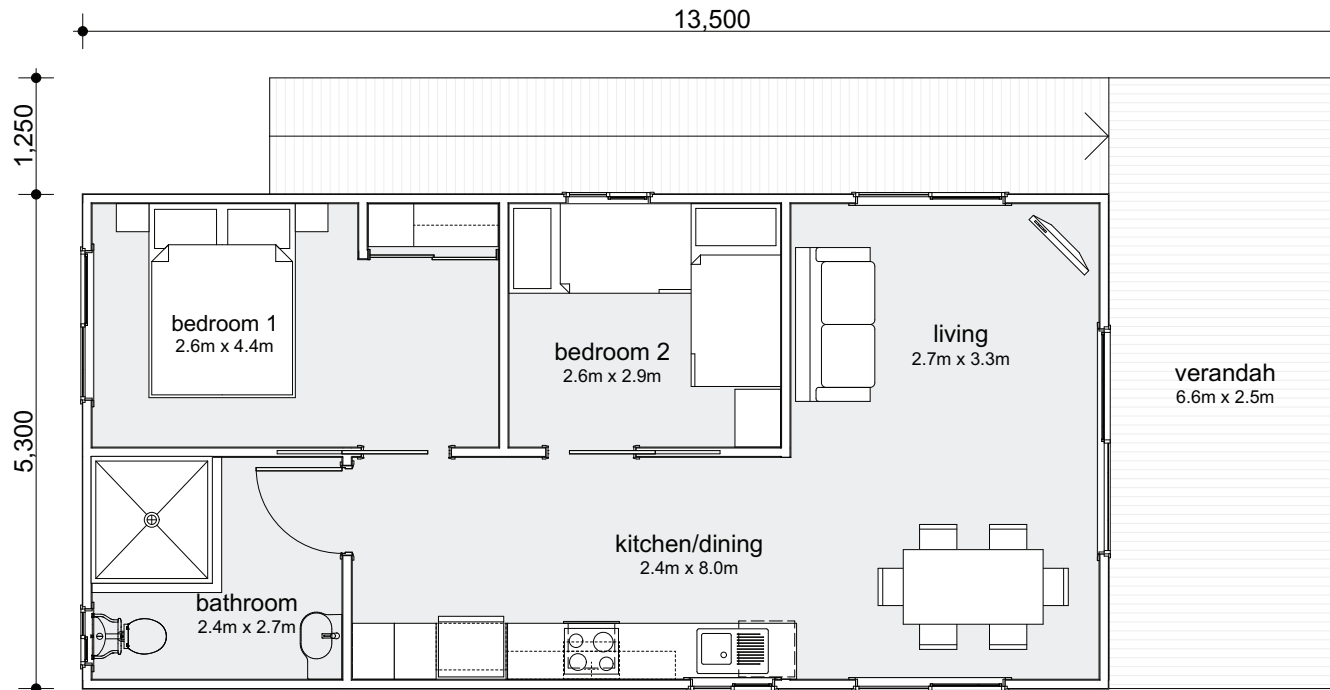 13,500
1,250
5,300
bedroom 1
2.6m x 4.4m
bedroom 2
2.6m x 2.9m
living
2.7m x 3.3m
verandah
6.6m x 2.5m
kitchen/dining
2.4m x 8.0m
bathroom
2.4m x 2.7m